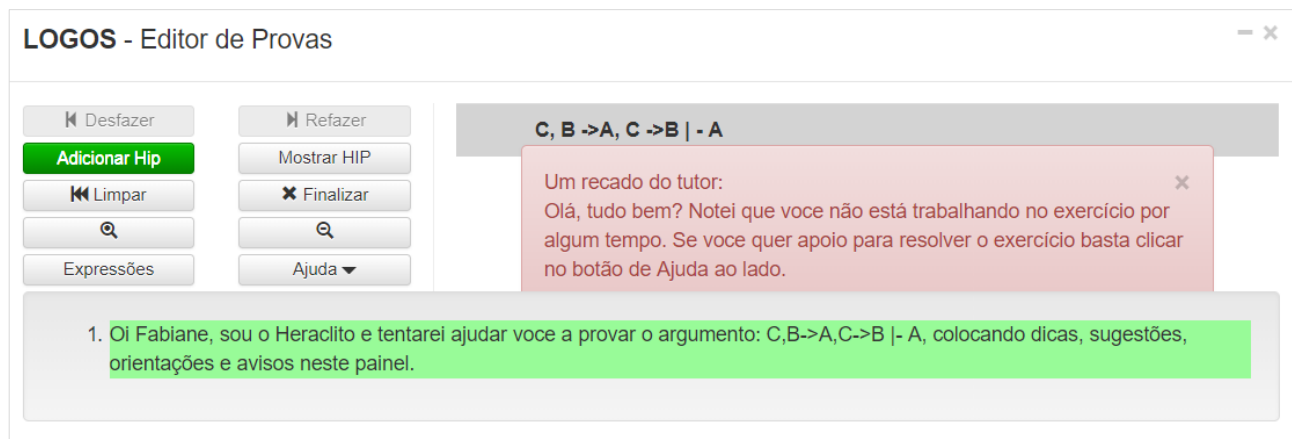 LOGOS - Editor de Provas
Desfazer
Refazer
Adicionar Hip
Mostrar HIP
Limpar
Finalizar
Expressões
Ajuda
C, B ->A, C ->B | - A
Um recado do tutor:
Olá, tudo bem? Notei que voce não está trabalhando no exercício por
algum tempo. Se voce quer apoio para resolver o exercício basta clicar
no botão de Ajuda ao lado.
1. Oi Fabiane, sou o Heraclito e tentarei ajudar voce a provar o argumento: C,B->A,C->B |- A, colocando dicas, sugestões,
orientações e avisos neste painel.